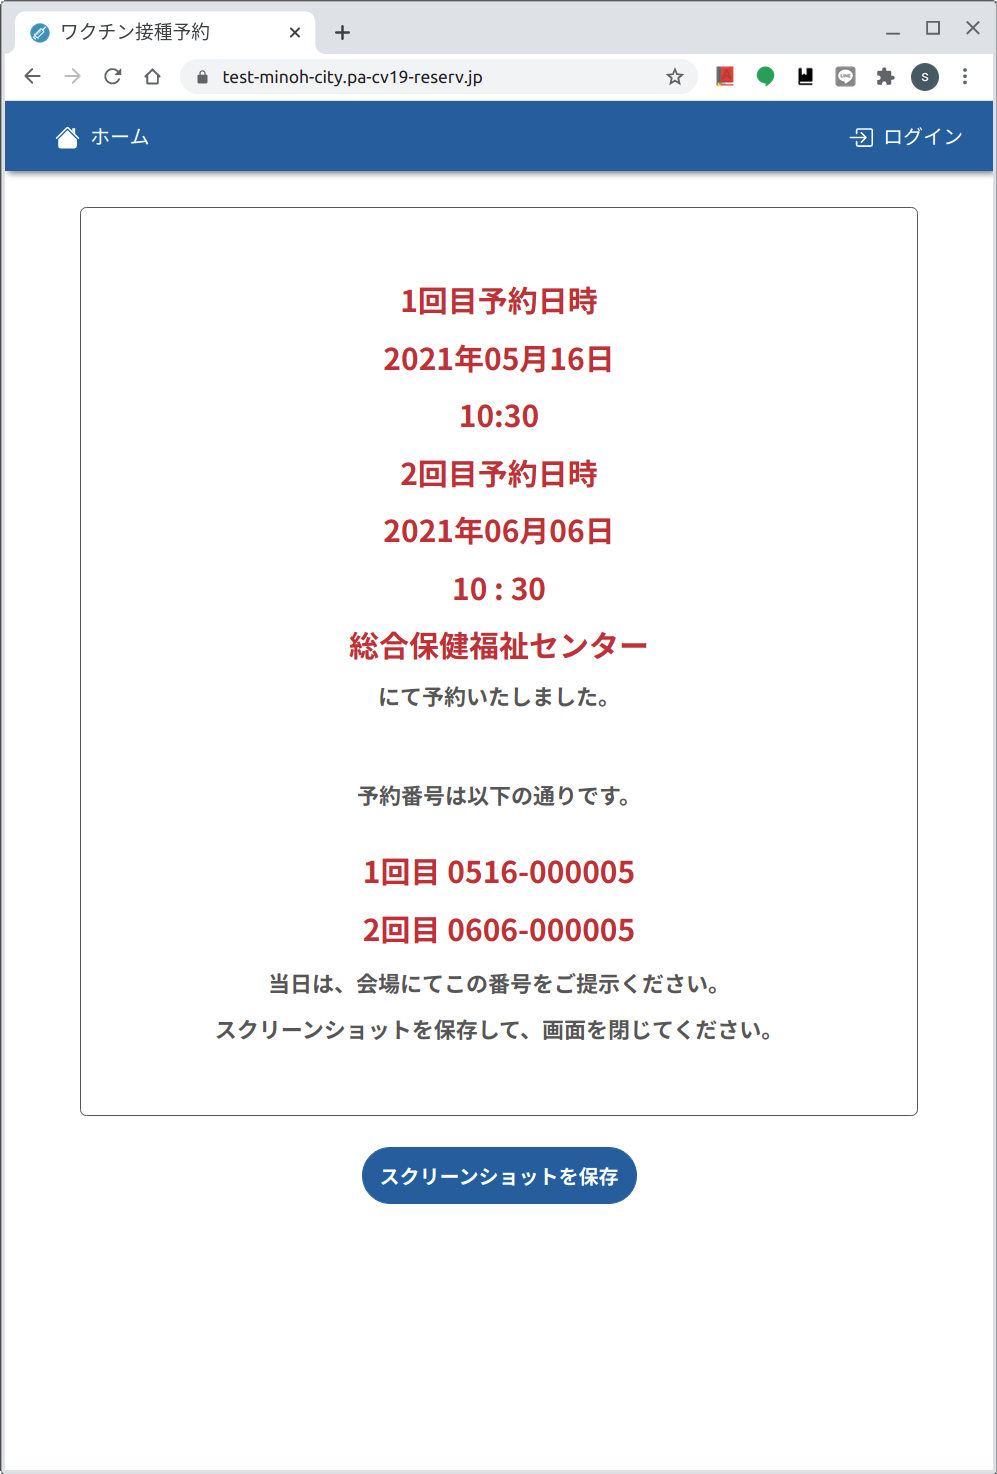 ワクチン接種予約
test-minoh-city.pa-cv19-reserv.jp
S
ホーム
ログイン
1回目予約日時
2021年05月16日
10:30
2回目予約日時
2021年06月06日
10 : 30
総合保健福祉センター
にて予約いたしました。
予約番号は以下の通りです。
1回目 0516-000005
2回目 0606-000005
当日は、会場にてこの番号をご提示ください。
スクリーンショットを保存して、画面を閉じてください。
スクリーンショットを保存